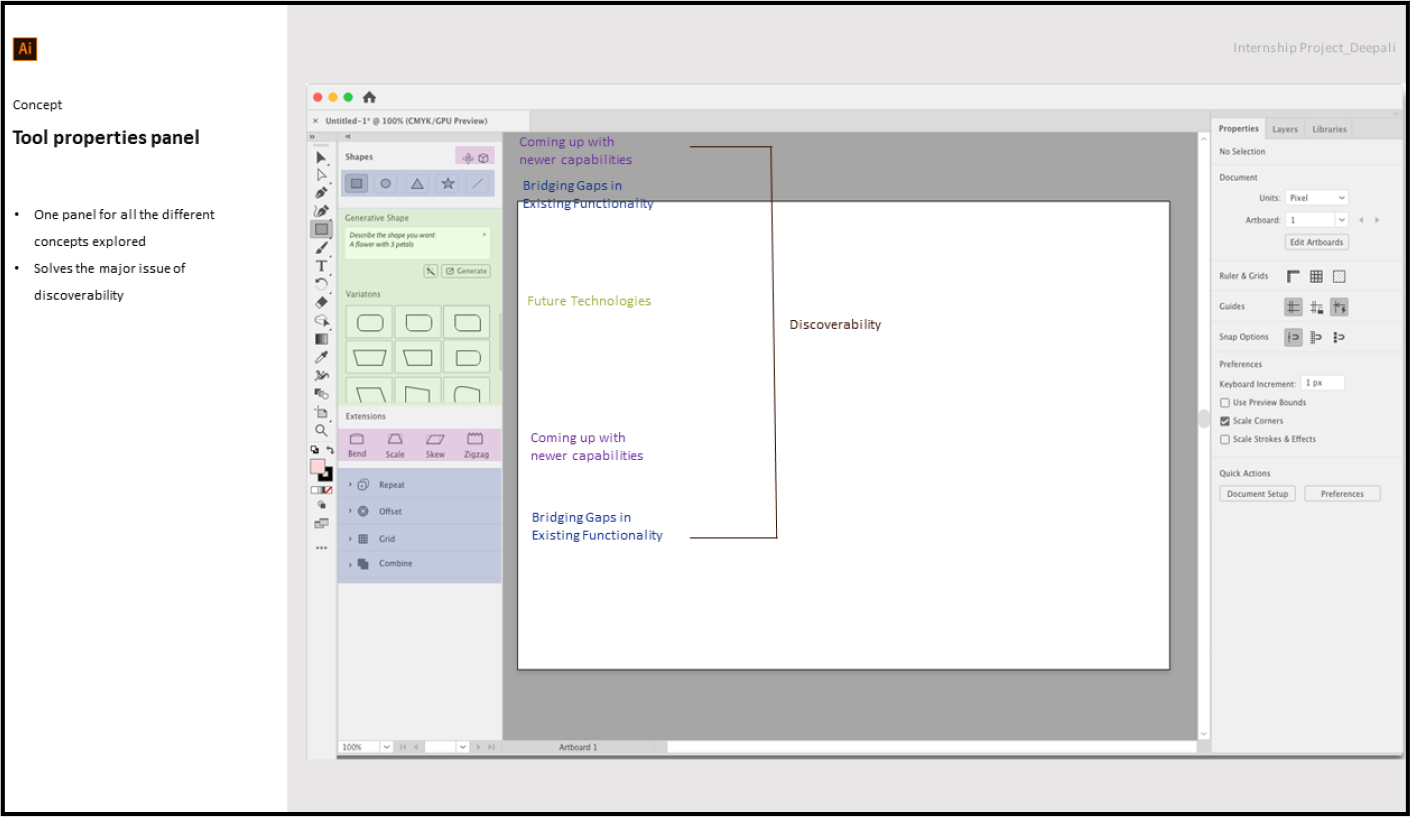 Ai
Internship Project_Deepali
Concept
Tool properties panel
• One panel for all the different
concepts explored
• Solves the major issue of
discoverability
× Untitled-1* @ 100% (CMYK/GPU Preview)
Shapes
Generative Shape
Describe the shape you want:
A flower with 3 petals
Generate
Variatons
Extensions
Bend Scale Skew Zigzag
Repeat
Offset
Grid
Combine
Coming up with
newer capabilities
Bridging Gaps in
Existing Functionality
Future Technologies
Discoverability
Coming up with
newer capabilities
Bridging Gaps in
Existing Functionality
Properties Layers Libraries
No Selection
Document
Units: Pixel
Artboard: 1
Edit Artboards
Ruler & Grids
Guides
Snap Options
Preferences
Keyboard Increment: 1 px
Use Preview Bounds
Scale Corners
Scale Strokes & Effects
Quick Actions
Document Setup Preferences
100%
Artboard 1